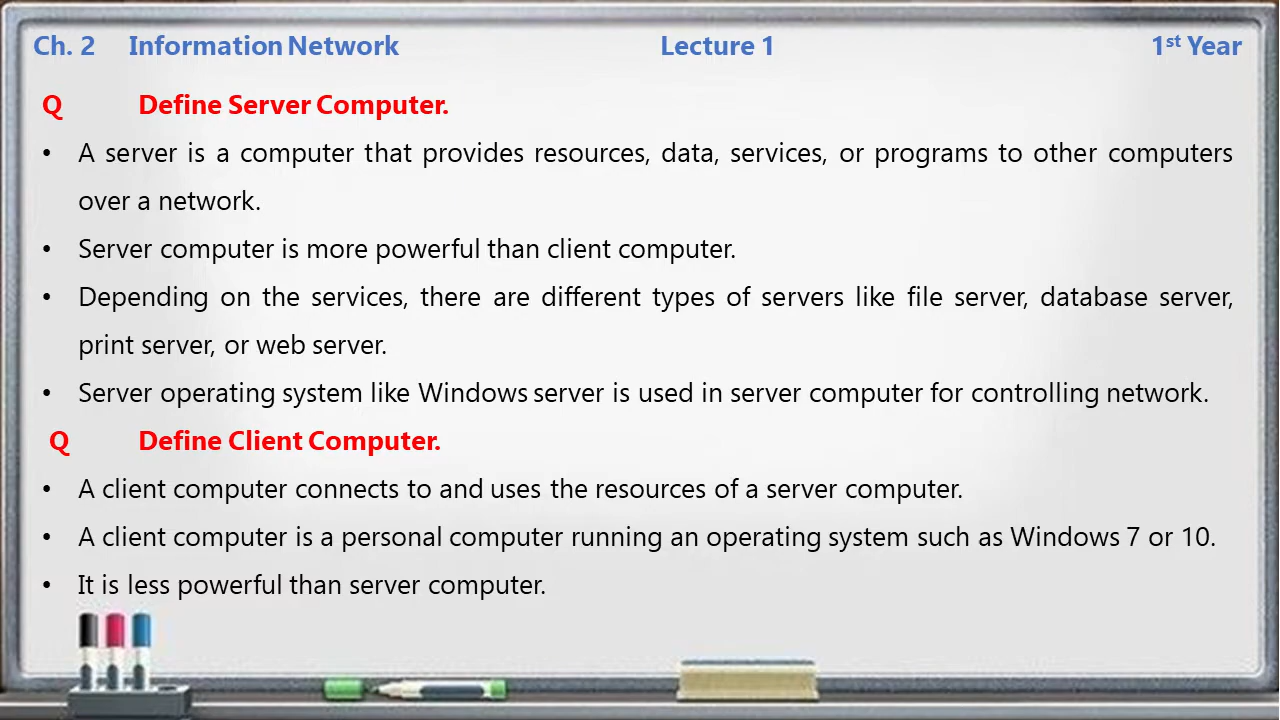 Ch. 2 Information Network Lecture 1 1st Year
Q Define Server Computer.
• A server is a computer that provides resources, data, services, or programs to other computers
over a network.
• Server computer is more powerful than client computer.
• Depending on the services, there are different types of servers like file server, database server,
print server, or web server.
• Server operating system like Windows server is used in server computer for controlling network.
Q Define Client Computer.
• A client computer connects to and uses the resources of a server computer.
• A client computer is a personal computer running an operating system such as Windows 7 or 10.
• It is less powerful than server computer.